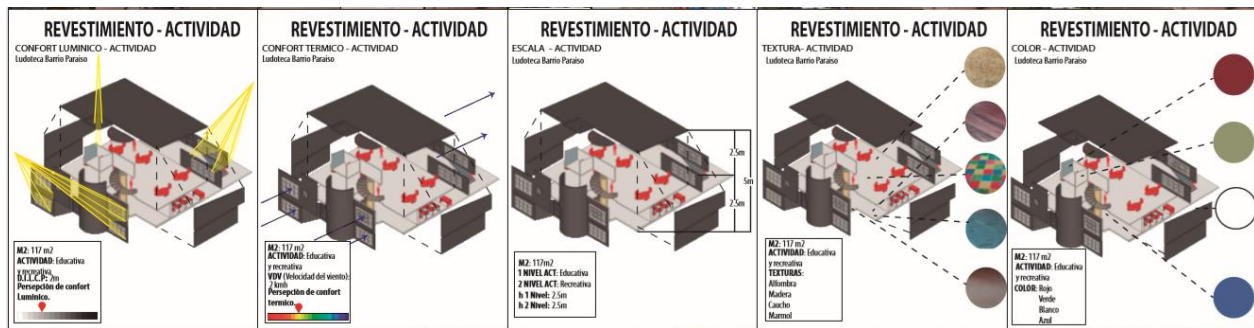 REVESTIMIENTO - ACTIVIDAD
CONFORT LUMINICO - ACTIVIDAD
Ludoteca Barrio Paraiso
M2: 117 m2
ACTIVIDAD: Educativa
y recreativa
D.I.L.C.P: 2m
Persepción de confort
Luminico.
REVESTIMIENTO - ACTIVIDAD
CONFORT TERMICO - ACTIVIDAD
Ludoteca Barrio Paraiso
M2: 117 m2
ACTIVIDAD: Educativa
y recreativa
VDV (Velocidad del viento):
2 kmh
Persepción de confort
termico.
REVESTIMIENTO - ACTIVIDAD
ESCALA - ACTIVIDAD
Ludoteca Barrio Paraiso
2.5m
5m
2.5m
M2: 117m2
1 NIVEL ACT: Educativa
2 NIVEL ACT: Recreativa
h 1 Nivel: 2.5m
h 2 Nivel: 2.5m
REVESTIMIENTO - ACTIVIDAD
TEXTURA- ACTIVIDAD
Ludoteca Barrio Paraiso
M2: 117 m2
ACTIVIDAD: Educativa
y recreativa
TEXTURAS:
Alfombra
Madera
Caucho
Marmol
REVESTIMIENTO - ACTIVIDAD
COLOR - ACTIVIDAD
Ludoteca Barrio Paraiso
M2: 117 m2
ACTIVIDAD: Educativa
y recreativa
COLOR: Rojo
Verde
Blanco
Azul